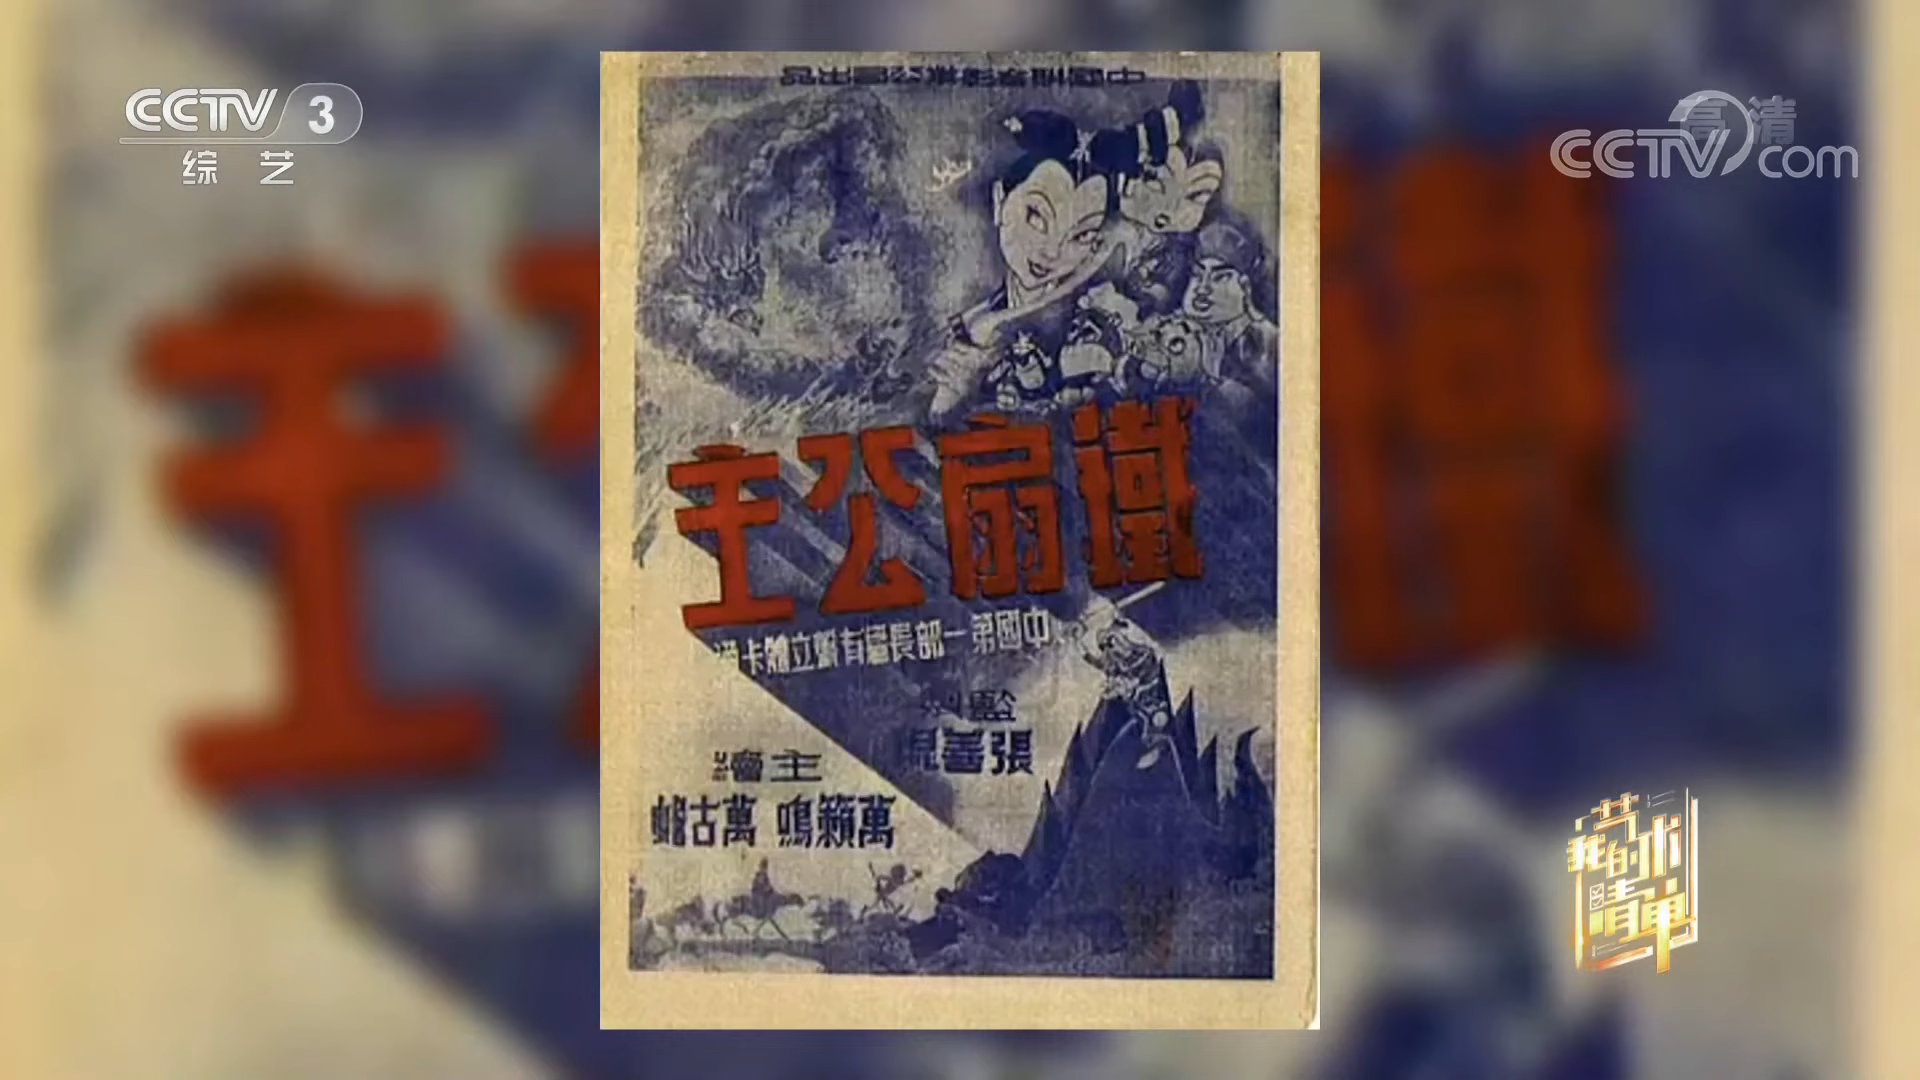 CCTV 3
综艺
高清
CCTV com
中國聯合影業公司出品
鐵扇公主
中國第一部長篇有聲立體卡通
張善琨
主繪
萬籟鳴 萬古蟾
我的艺术清单